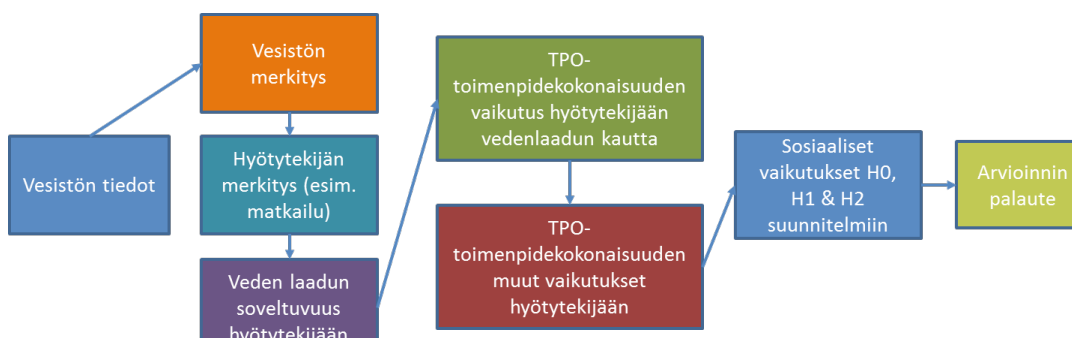 Vesistön tiedot
Vesistön
merkitys
Hyötytekijän
merkitys (esim.
matkailu)
Veden laadun
soveltuvuus
hyötytekijään
TPO-
toimenpidekokonaisuuden
vaikutus hyötytekijään
vedenlaadun kautta
TPO-
toimenpidekokonaisuuden
muut vaikutukset
hyötytekijään
Sosiaaliset
vaikutukset H0,
H1 & H2
suunnitelmiin
Arvioinnin
palaute